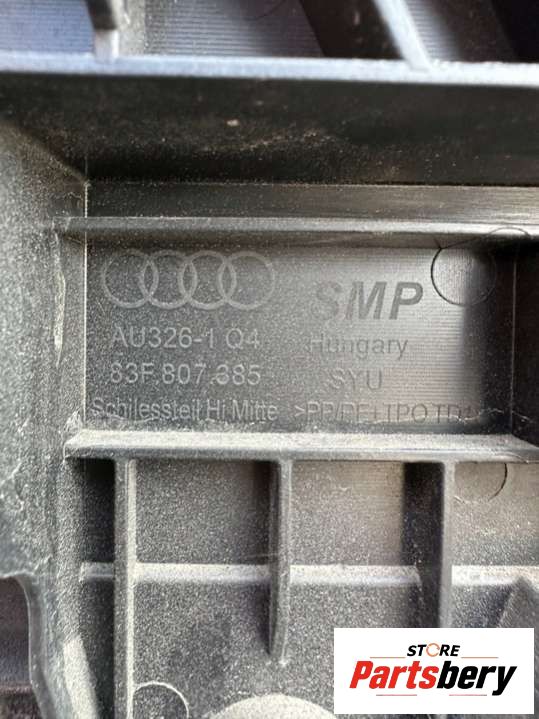 SMP
AU326-1 Q4
Hungary
83F.807.385
SYU
Schliessteil Hi Mitte
STORE
Partsbery